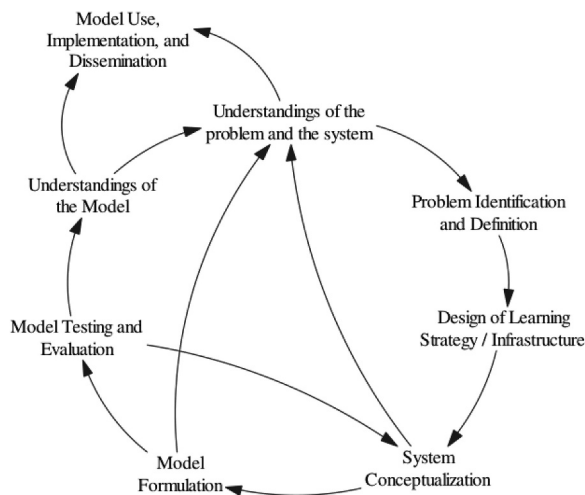 Model Use,
Implementation, and
Dissemination
Understandings of the
problem and the system
Understandings of
the Model
Problem Identification
and Definition
Design of Learning
Strategy / Infrastructure
Model Testing and
Evaluation
System
Conceptualization
Model
Formulation